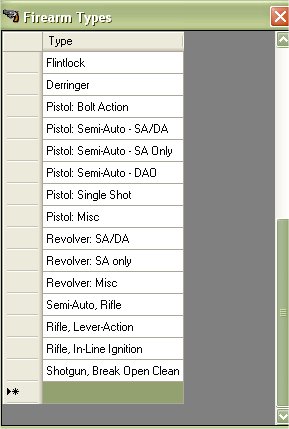 Firearm Types
Type
Flintlock
Derringer
Pistol: Bolt Action
Pistol: Semi-Auto - SA/DA
Pistol: Semi-Auto - SA Only
Pistol: Semi-Auto - DAO
Pistol: Single Shot
Pistol: Misc
Revolver: SA/DA
Revolver: SA only
Revolver: Misc
Semi-Auto, Rifle
Rifle, Lever-Action
Rifle, In-Line Ignition
Shotgun, Break Open Clean